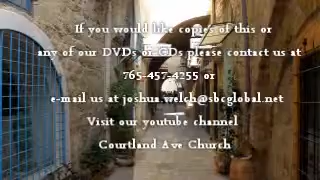 If you would like copies of this or
any of our DVDs or CDs please contact us at
765-457-4255 or
e-mail us at joshua.welch@sbcglobal.net
Visit our youtube channel
Courtland Ave Church